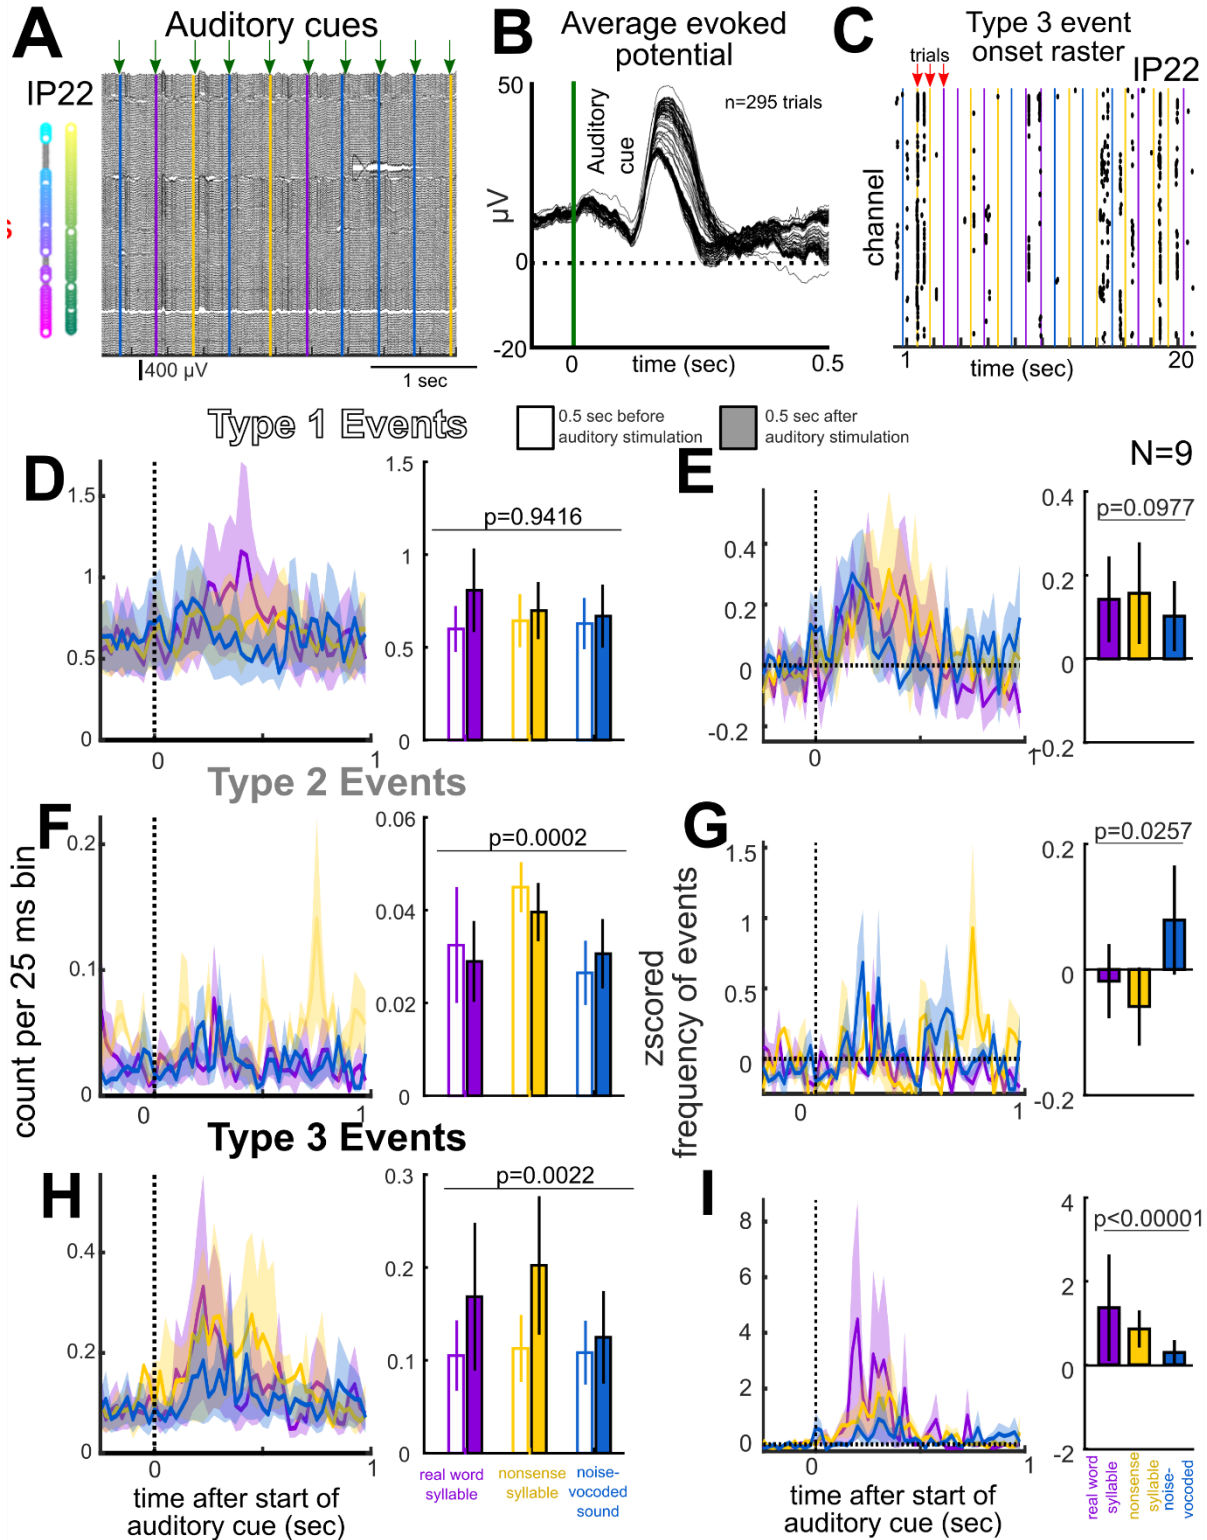 A
Auditory cues
IP22
400 µV
1 sec
B
Average evoked
potential
50
Auditory
cue
n=295 trials
µV
0
-20
0
time (sec)
0.5
C
Type 3 event
onset raster
trials
IP22
channel
1
20
time (sec)
Type 1 Events
0.5 sec before
auditory stimulation
0.5 sec after
auditory stimulation
N=9
D
1.5
1
0.5
0
0
1
1.5
p=0.9416
1
0.5
0
E
0.4
0.2
0
-0.2
0
1
0.4
p=0.0977
0.2
0
-0.2
Type 2 Events
F
count per 25 ms bin
0.2
0.1
0
0
1
0.06
p=0.0002
0.04
0.02
0
G
zscored
frequency of events
1.5
1
0.5
0
0
1
0.2
p=0.0257
0
-0.2
Type 3 Events
H
0.4
0.2
0
0
1
time after start of
auditory cue (sec)
0.3
p=0.0022
0.2
0.1
0
real word
syllable
nonsense
syllable
noise-
vocoded
sound
I
8
6
4
2
0
0
1
time after start of
auditory cue (sec)
4
p<0.00001
2
0
-2
real word
syllable
nonsense
syllable
noise-
vocoded